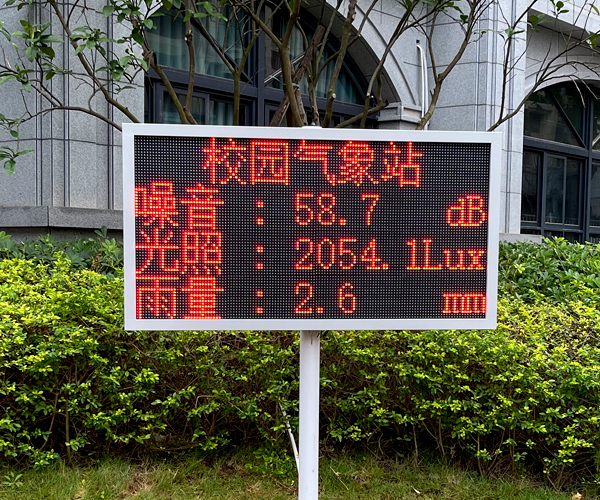 校园气象站
噪音 : 58.7 dB
光照 : 2054.1Lux
雨量 : 2.6 mm